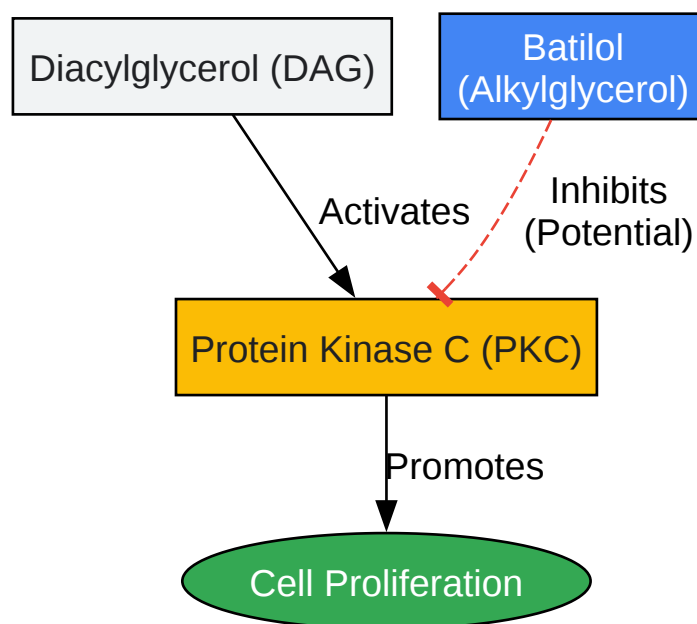 Diacylglycerol (DAG)
Batilol
(Alkylglycerol)
Activates
Inhibits
(Potential)
Protein Kinase C (PKC)
Promotes
Cell Proliferation